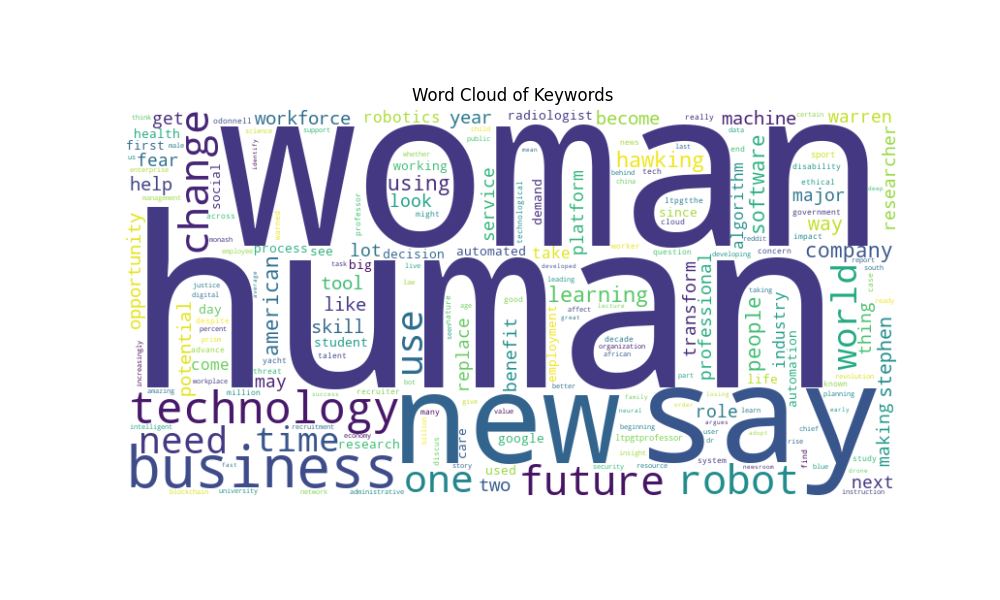 Word Cloud of Keywords
think get odonnell workforce robotics year radiologist become really machine certain warren
health science support child public news data
first male identify whether mean last end sport
us fear working hawking tech disability
enterprise help social using behind china major ethical researcher
management change look service demand technological platform since ltpgtthe algorithm software government deep
woman
across warned professor might cloud way
monash employee process see lot decision automated take worker question reddit impact
developing concern company
opportunity american task big live developed leading taking report south
human
justice digital tool law age good learning transform professional people industry world case thing
potential day average like use seennature affect great lecture ready
despite percent prior skill replace benefit employment decade organization african automation stephen
advance student revolution
come yacht talent bot life known
increasingly workplace threat may recruiter better part
amazing million success give family losing planning making
technology many value neural order role learn early
intelligent recruitment economy beginning argues
need .time research discus billion care google ltpgtprofessor user dr adopt rise chief
new say
fast story insight system newsroom find blue study
business one used two security resource future robot drone next
blockchain university network administrative instruction